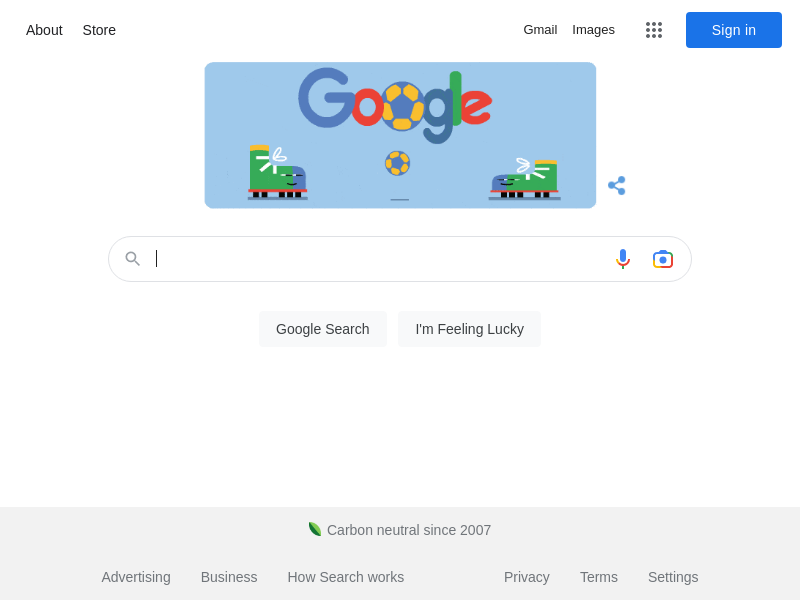 About Store Gmail Images Sign in
Google
Google Search I'm Feeling Lucky
Carbon neutral since 2007
Advertising Business How Search works Privacy Terms Settings